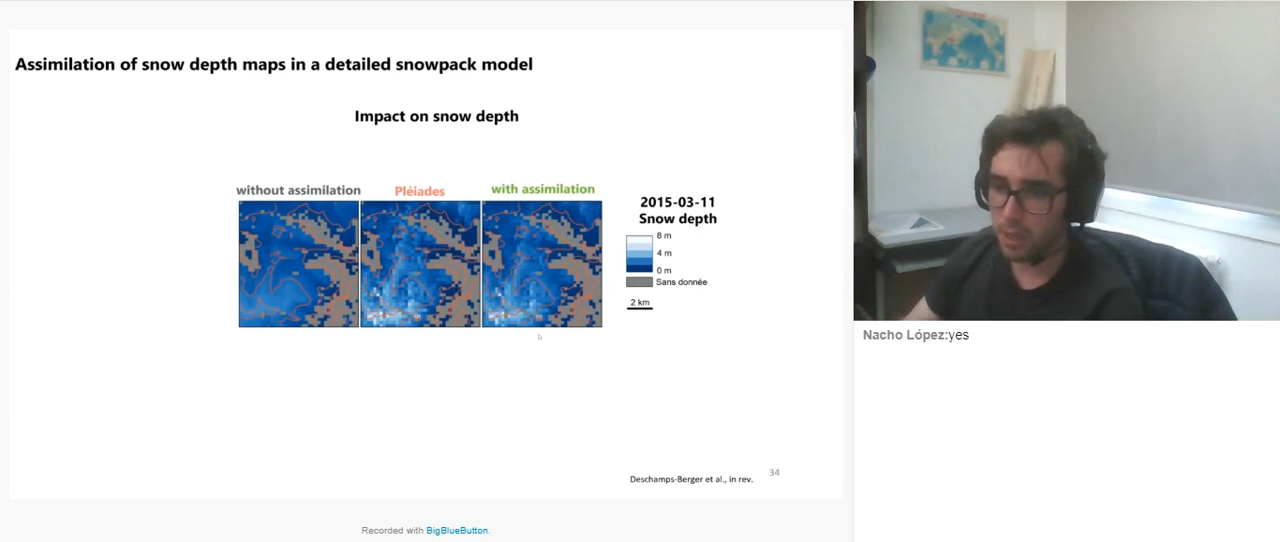 Assimilation of snow depth maps in a detailed snowpack model
Impact on snow depth
without assimilation
Pléiades
with assimilation
2015-03-11
Snow depth
8 m
4 m
0 m
Sans donnée
2 km
Deschamps-Berger et al., in rev.
34
Recorded with BigBlueButton.
Nacho López:yes